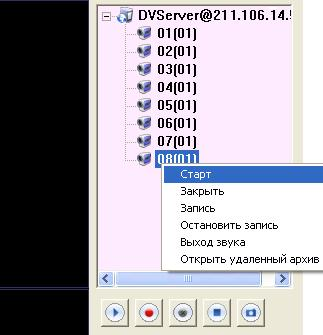 DVServer@211.106.14.
01(01)
02(01)
03(01)
04(01)
05(01)
06(01)
07(01)
08(01)
Старт
Закрыть
Запись
Остановить запись
Выход звука
Открыть удаленный архив